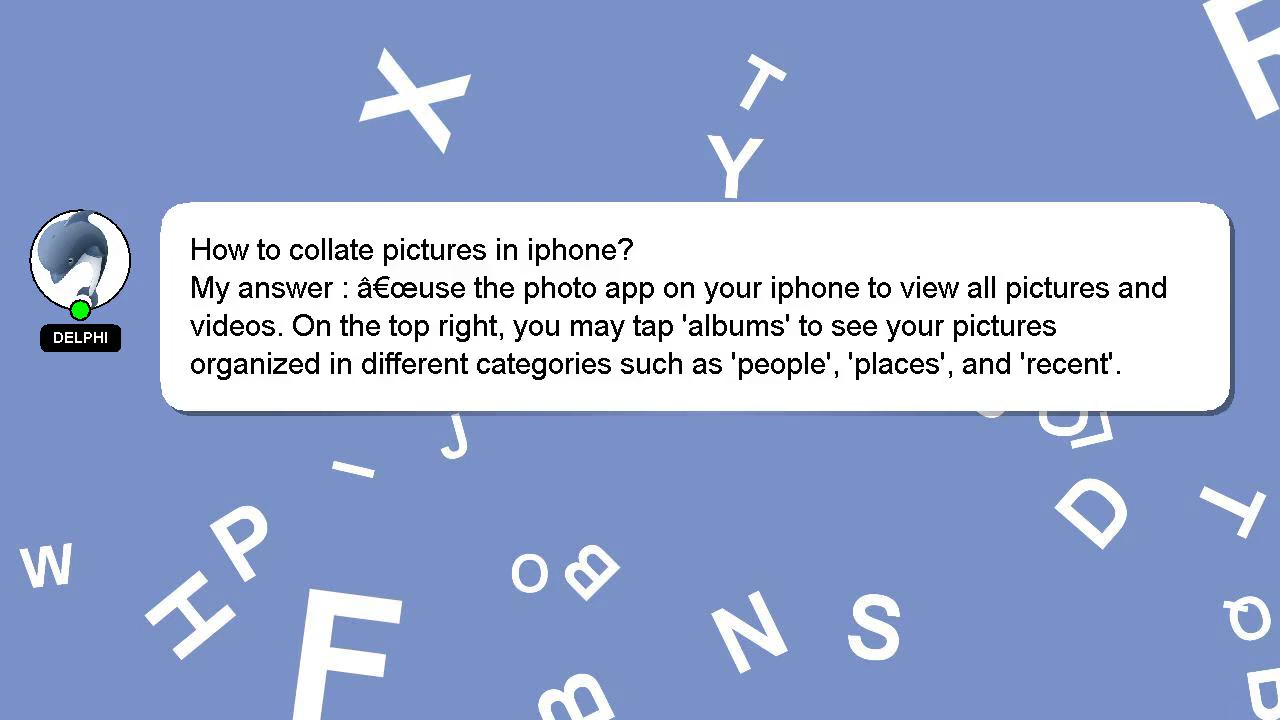 X
T
Y
How to collate pictures in iphone?
My answer : â€œuse the photo app on your iphone to view all pictures and
videos. On the top right, you may tap 'albums' to see your pictures
organized in different categories such as 'people', 'places', and 'recent'.
DELPHI
J
I
L
D
T
P
W
H
O
B
F
N
S
Q
B
B